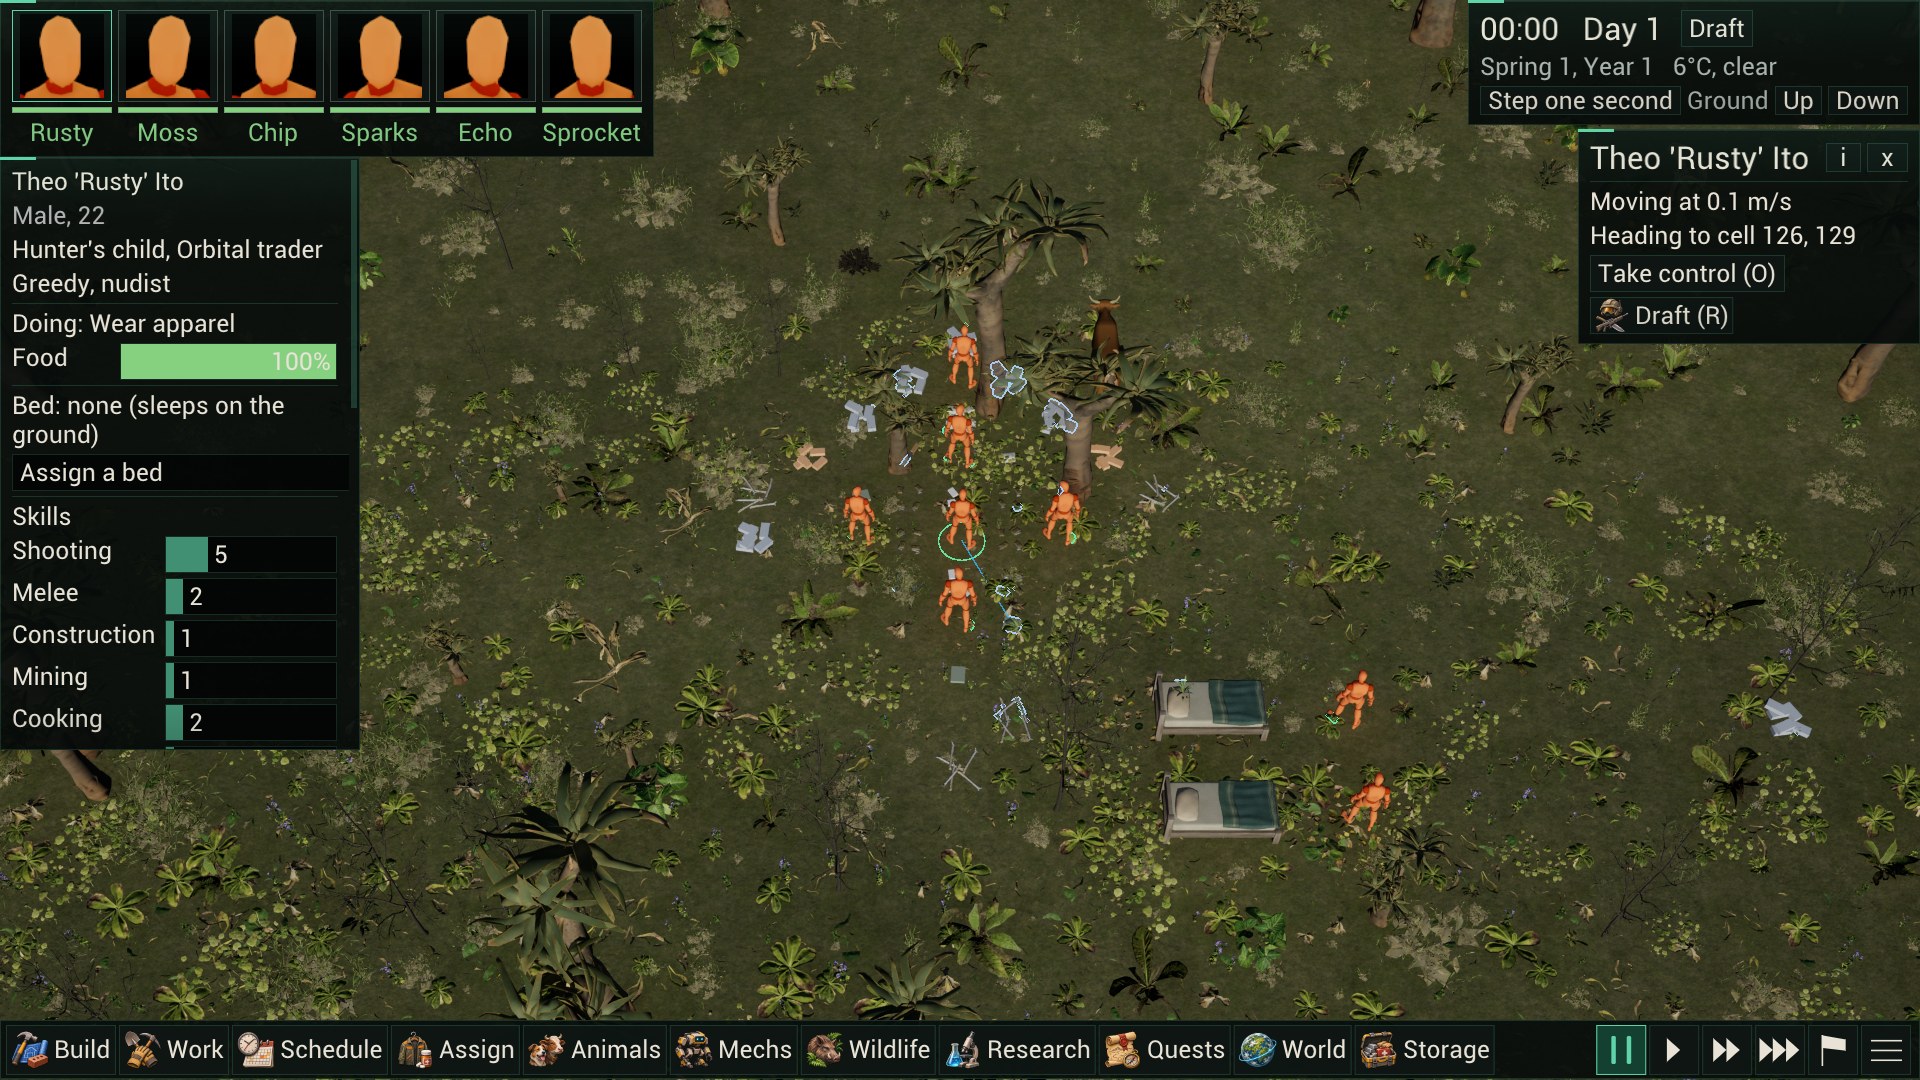 Rusty
Moss
Chip
Sparks
Echo
Sprocket
Theo 'Rusty' Ito
Male, 22
Hunter's child, Orbital trader
Greedy, nudist
Doing: Wear apparel
Food 100%
Bed: none (sleeps on the
ground)
Assign a bed
Skills
Shooting 5
Melee 2
Construction 1
Mining 1
Cooking 2
00:00 Day 1 Draft
Spring 1, Year 1 6°C, clear
Step one second Ground Up Down
Theo 'Rusty' Ito i x
Moving at 0.1 m/s
Heading to cell 126, 129
Take control (O)
Draft (R)
Build
Work
Schedule
Assign
Animals
Mechs
Wildlife
Research
Quests
World
Storage